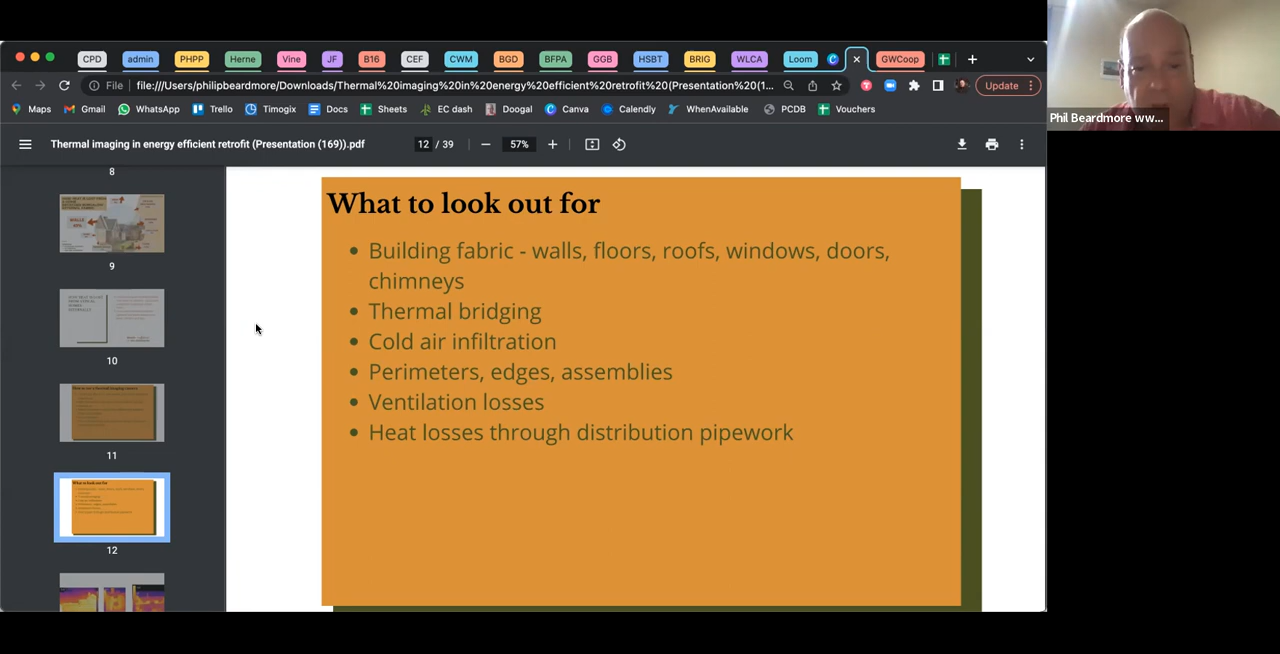 CPD admin PHPP Herne Vine JF B16 CEF CWM BGD BFPA GGB HSBT BRIG WLCA Loom GWCoop
File file:///Users/philipbeardmore/Downloads/Thermal%20imaging%20in%20energy%20efficient%20retrofit%20(Presentation%20(1... Update
Maps Gmail WhatsApp Trello Timogix Docs Sheets EC dash Doogal Canva Calendly WhenAvailable PCDB Vouchers
Phil Beardmore ww...
Thermal imaging in energy efficient retrofit (Presentation (169)).pdf 12 / 39 57%
8
9
10
11
12
What to look out for
• Building fabric - walls, floors, roofs, windows, doors,
chimneys
• Thermal bridging
• Cold air infiltration
• Perimeters, edges, assemblies
• Ventilation losses
• Heat losses through distribution pipework
What to look out for